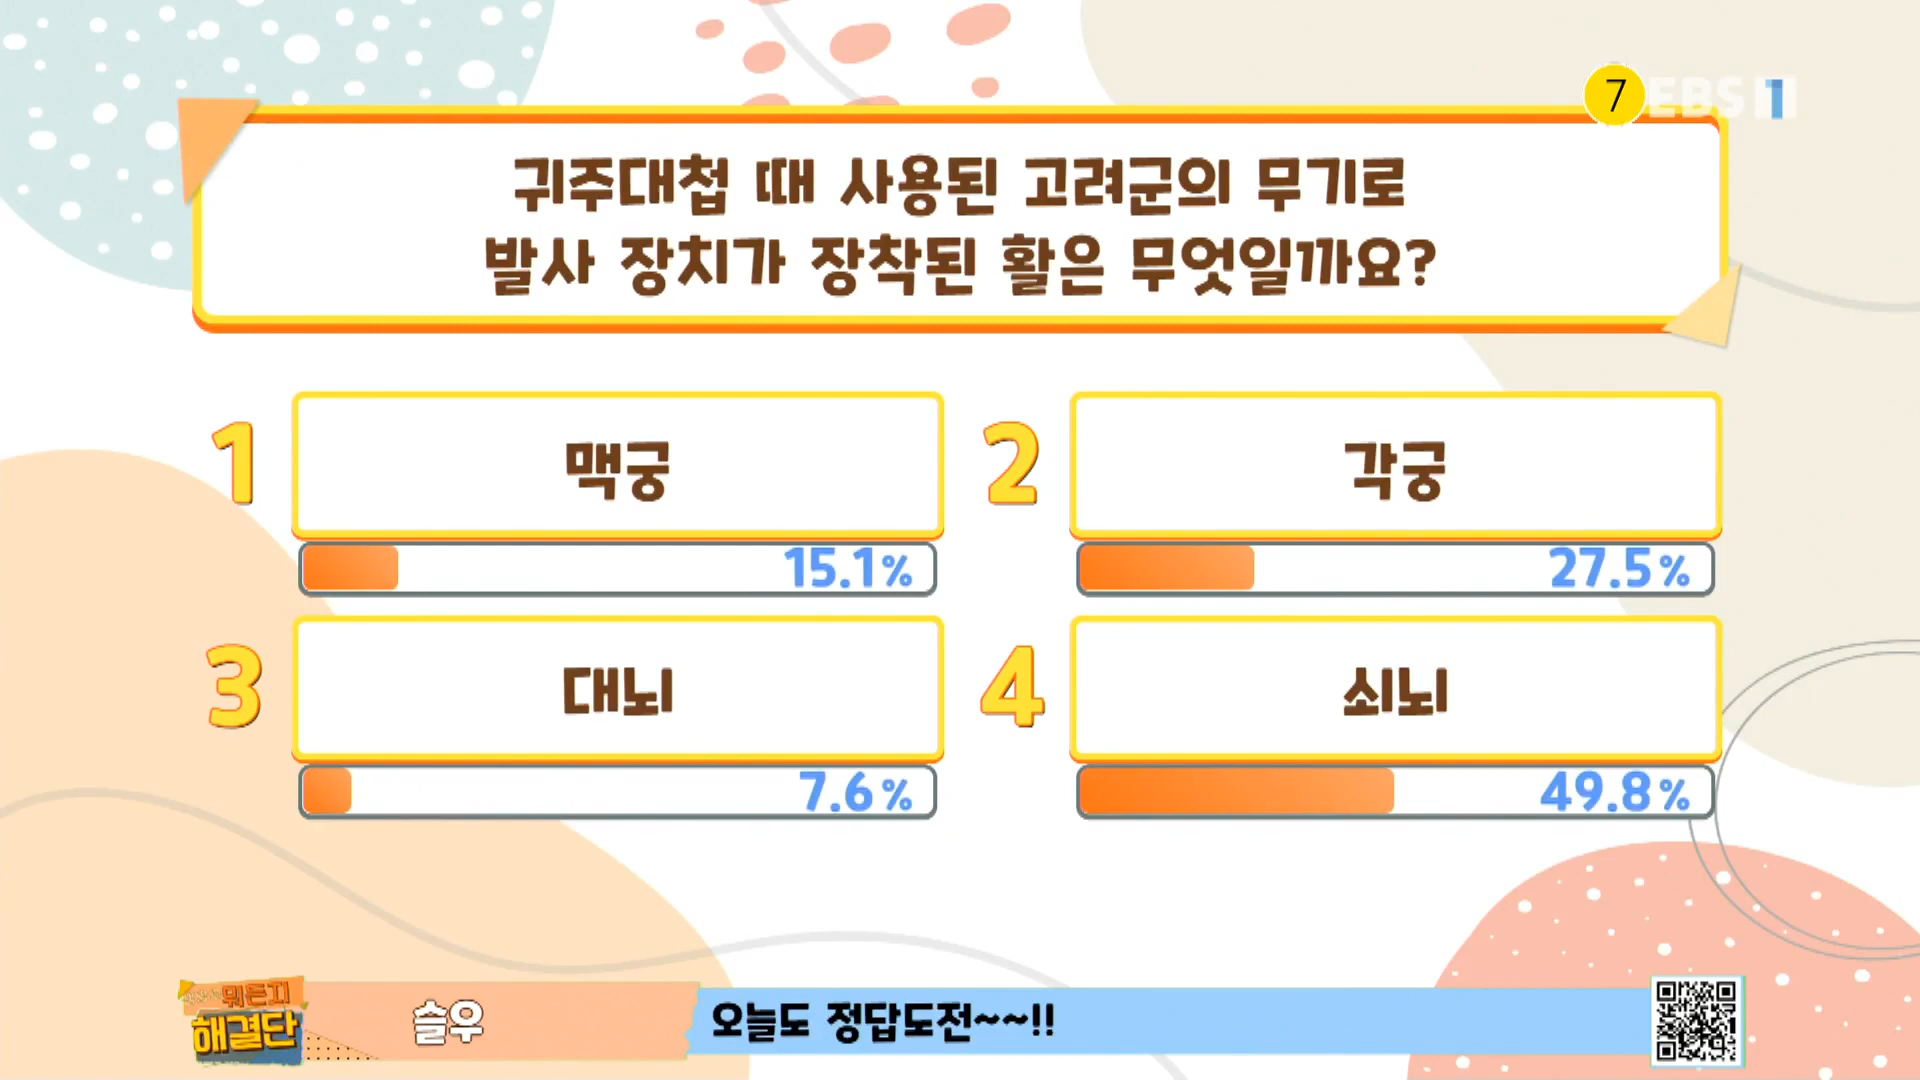 7 EBS 1
귀주대첩 때 사용된 고려군의 무기로
발사 장치가 장착된 활은 무엇일까요?
1 맥궁
15.1%
2 각궁
27.5%
3 대뇌
7.6%
4 쇠뇌
49.8%
뭐든지
해결단
슬우
오늘도 정답도전~~!!